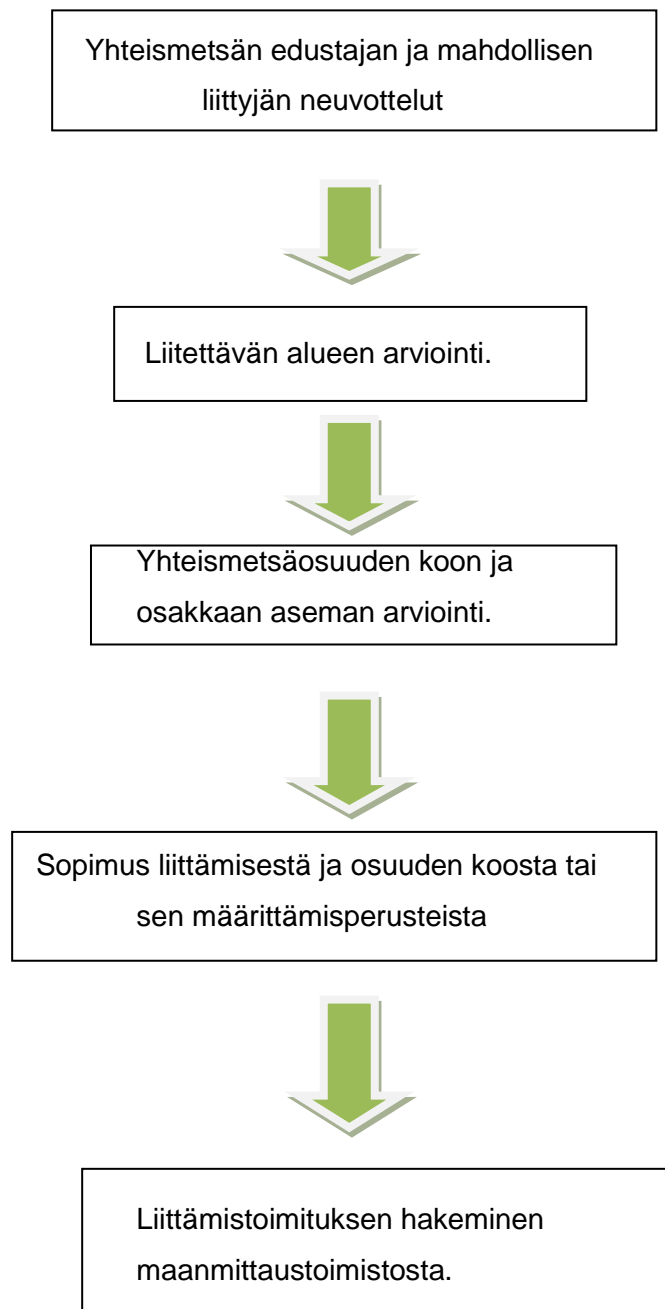 Yhteismetsän edustajan ja mahdollisen
liittyjän neuvottelut
Liitettävän alueen arviointi.
Yhteismetsäosuuden koon ja
osakkaan aseman arviointi.
Sopimus liittämisestä ja osuuden koosta tai
sen määrittämisperusteista
Liittämistoimituksen hakeminen
maanmittaustoimistosta.